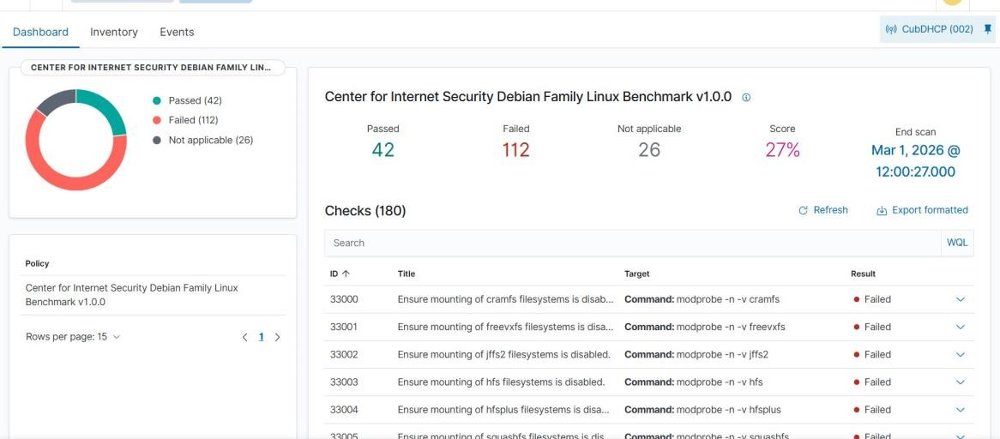 Dashboard
Inventory
Events
CubDHCP (002)
CENTER FOR INTERNET SECURITY DEBIAN FAMILY LIN...
Passed (42)
Failed (112)
Not applicable (26)
Policy
Center for Internet Security Debian Family Linux
Benchmark v1.0.0
Rows per page: 15
1
Center for Internet Security Debian Family Linux Benchmark v1.0.0
Passed
42
Failed
112
Not applicable
26
Score
27%
End scan
Mar 1, 2026 @
12:00:27.000
Checks (180)
Refresh
Export formatted
Search
WQL
ID Title Target Result
33000 Ensure mounting of cramfs filesystems is disab... Command: modprobe -n -v cramfs Failed
33001 Ensure mounting of freevxfs filesystems is disa... Command: modprobe -n -v freevxfs Failed
33002 Ensure mounting of jffs2 filesystems is disabled. Command: modprobe -n -v jffs2 Failed
33003 Ensure mounting of hfs filesystems is disabled. Command: modprobe -n -v hfs Failed
33004 Ensure mounting of hfsplus filesystems is disa... Command: modprobe -n -v hfsplus Failed
33005 Ensure mounting of squashfs filesystems is dis... Command: modprobe -n -v squashfs Failed